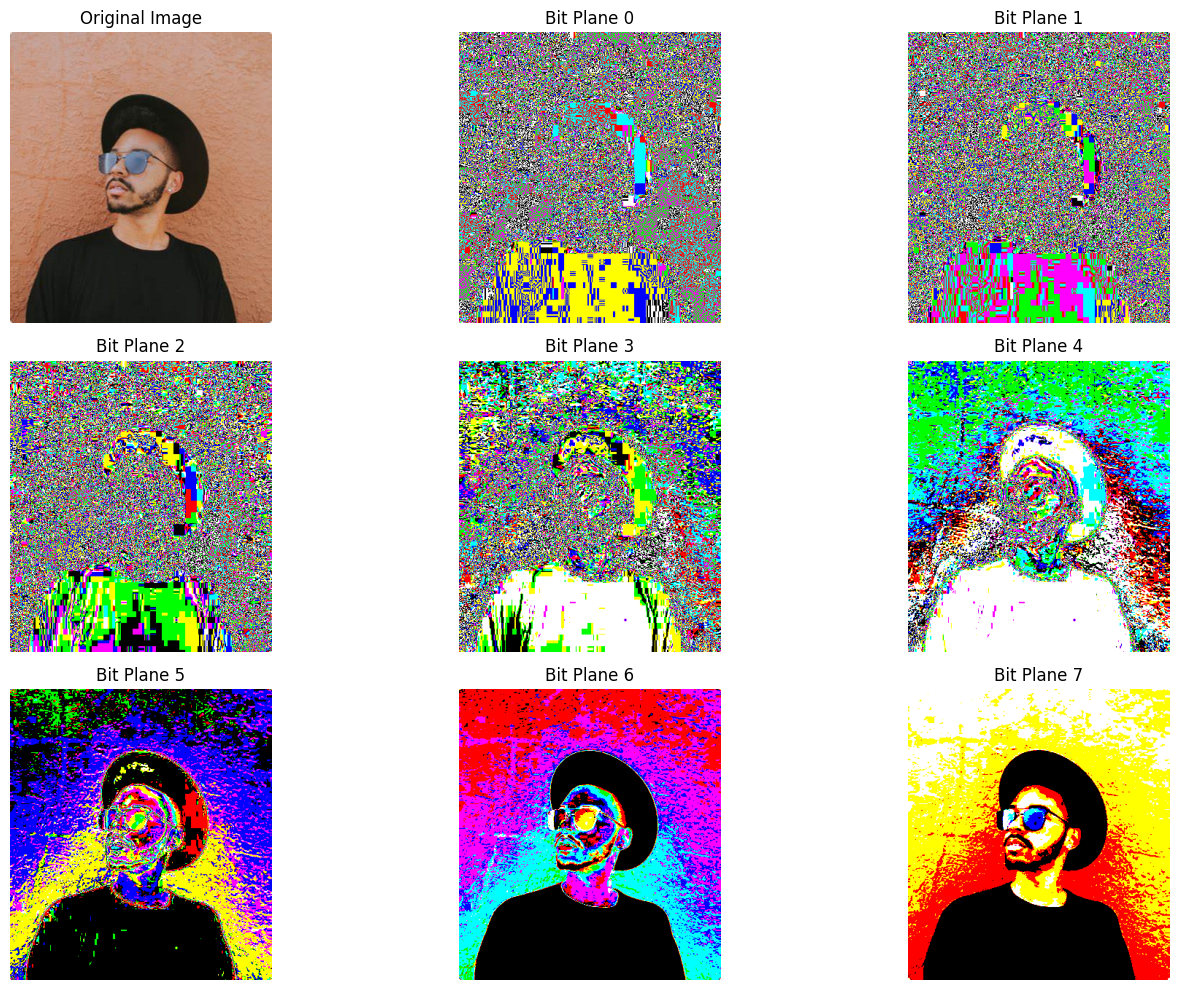 Original Image
Bit Plane 0
Bit Plane 1
Bit Plane 2
Bit Plane 3
Bit Plane 4
Bit Plane 5
Bit Plane 6
Bit Plane 7